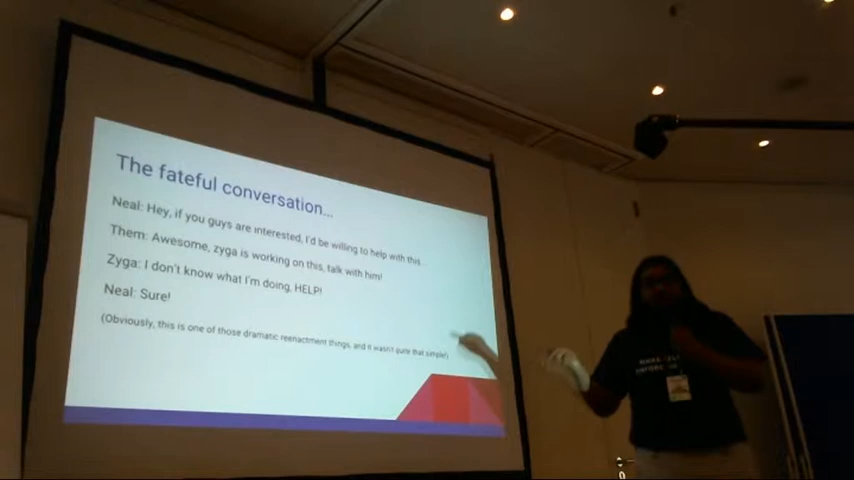 The fateful conversation...
Neal: Hey, if you guys are interested, I'd be willing to help with this.
Them: Awesome, zyga is working on this, talk with him!
Zyga: I don't know what I'm doing, HELP!
Neal: Sure!
(Obviously, this is one of those dramatic reenactment things, and it wasn't quite that simple!)